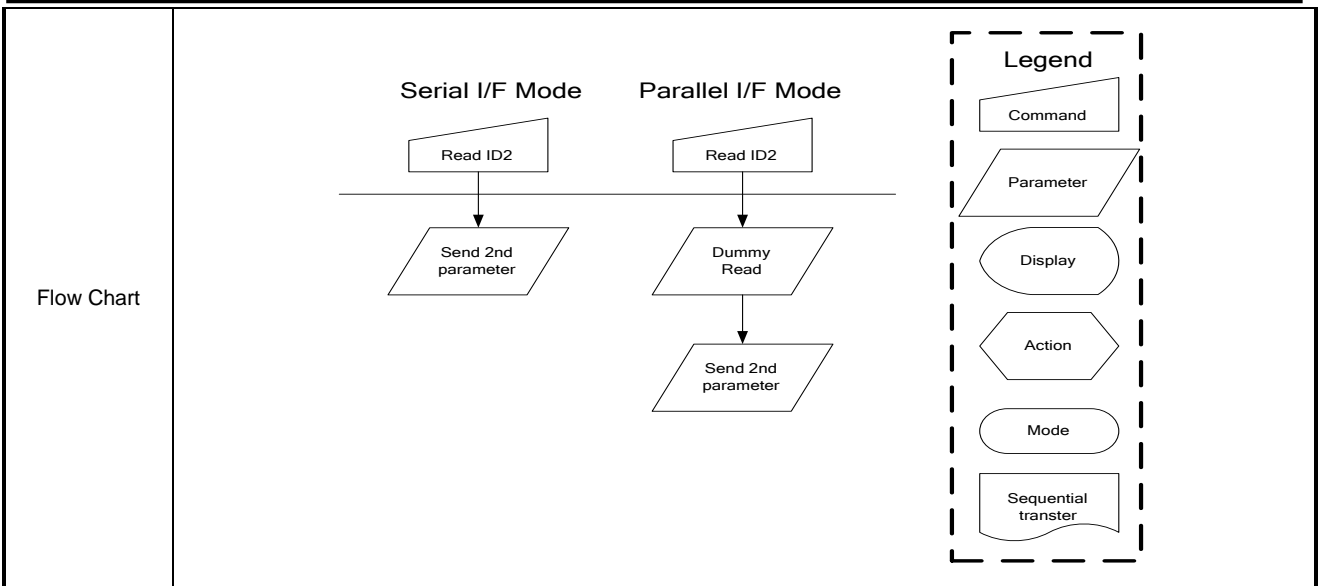 Flow Chart
Serial I/F Mode
Read ID2
Send 2nd
parameter
Parallel I/F Mode
Read ID2
Dummy
Read
Send 2nd
parameter
Legend
Command
Parameter
Display
Action
Mode
Sequential
transter